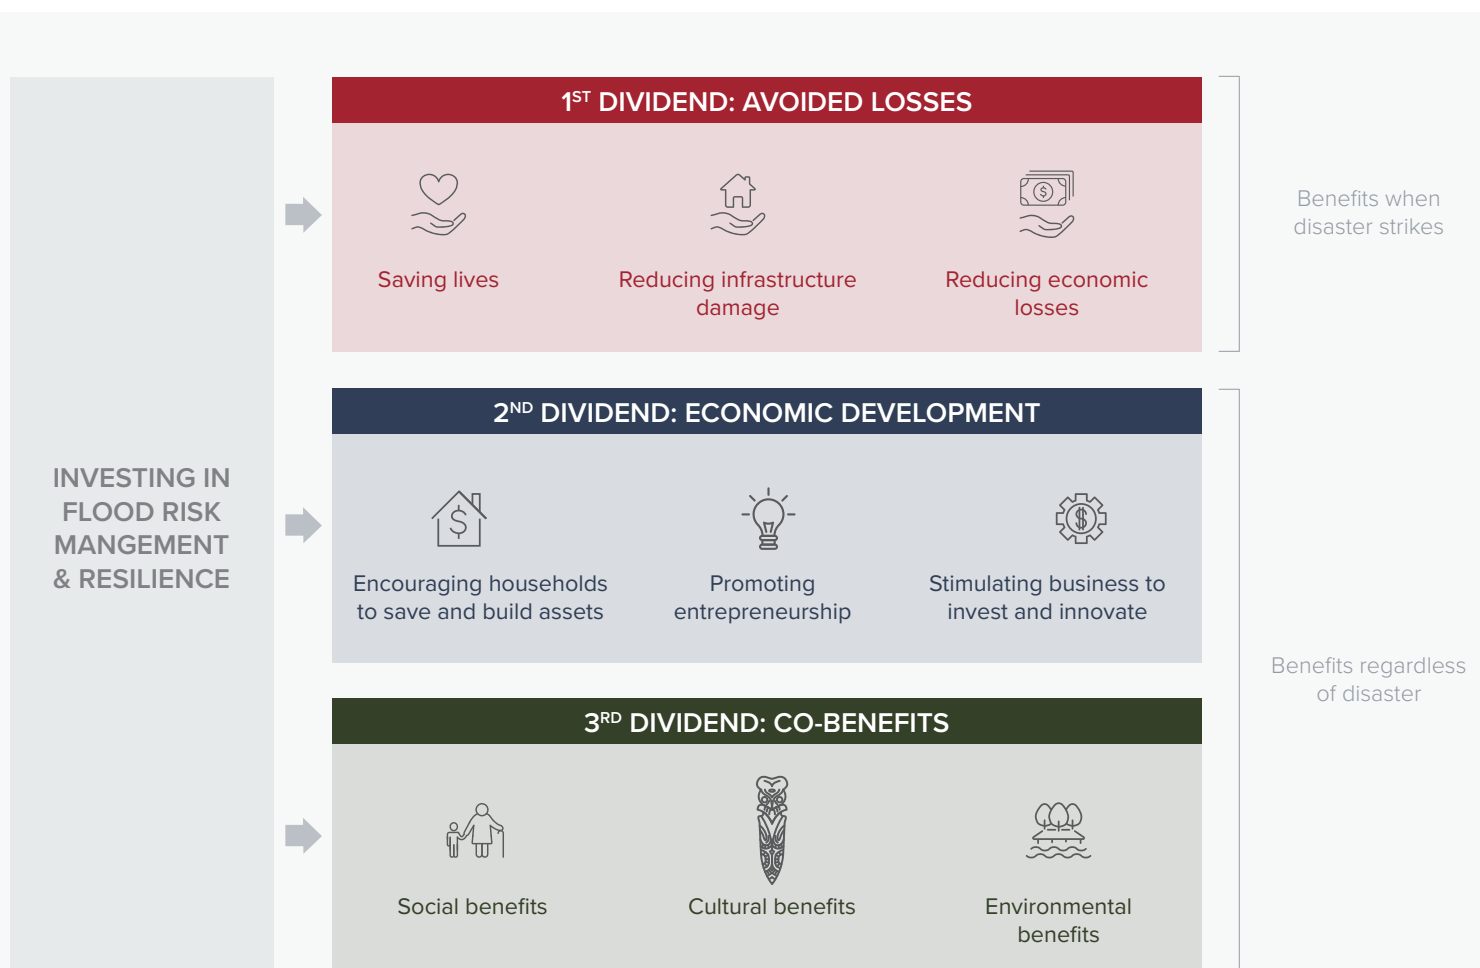 INVESTING IN
FLOOD RISK
MANGEMENT
& RESILIENCE
1ST DIVIDEND: AVOIDED LOSSES
Saving lives
Reducing infrastructure
damage
Reducing economic
losses
Benefits when
disaster strikes
2ND DIVIDEND: ECONOMIC DEVELOPMENT
Encouraging households
to save and build assets
Promoting
entrepreneurship
Stimulating business to
invest and innovate
3RD DIVIDEND: CO-BENEFITS
Social benefits
Cultural benefits
Environmental
benefits
Benefits regardless
of disaster